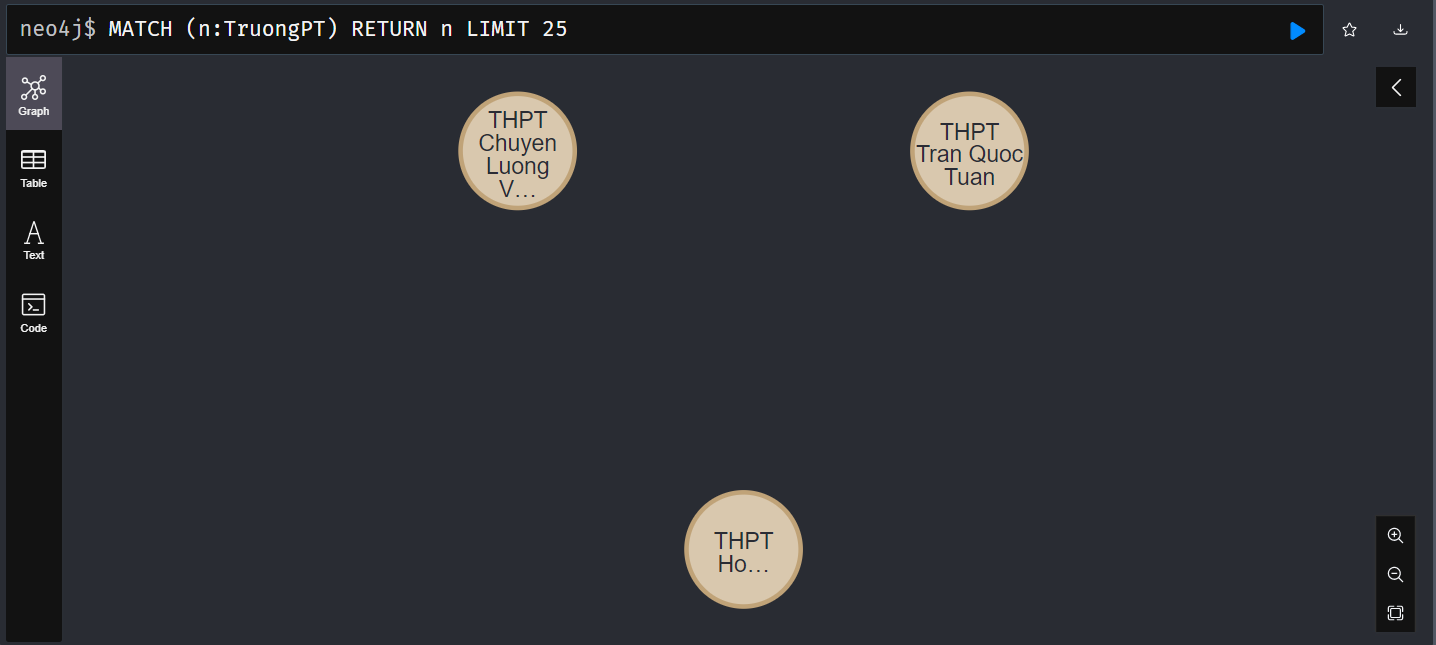 neo4j$ MATCH (n:TruongPT) RETURN n LIMIT 25
Graph
Table
Text
Code
THPT
Chuyen
Luong
V...
THPT
Tran Quoc
Tuan
THPT
Ho...